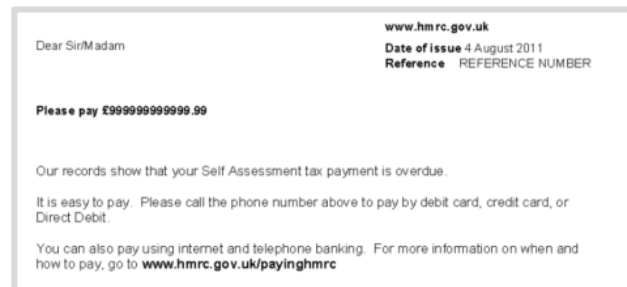 www.hmrc.gov.uk
Dear Sir/Madam
Date of issue 4 August 2011
Reference REFERENCE NUMBER
Please pay £999999999999.99
Our records show that your Self Assessment tax payment is overdue.
It is easy to pay. Please call the phone number above to pay by debit card, credit card, or
Direct Debit.
You can also pay using internet and telephone banking. For more information on when and
how to pay, go to www.hmrc.gov.uk/payinghmrc